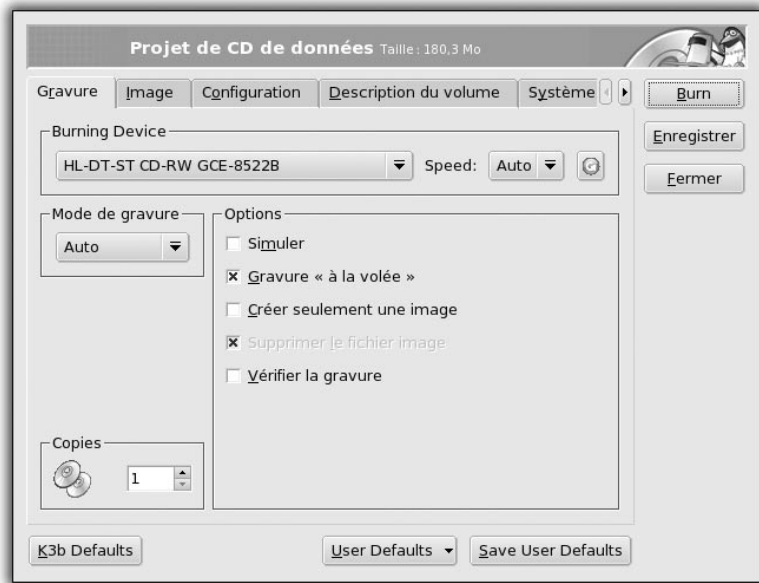 Projet de CD de données Taille : 180,3 Mo
Gravure Image Configuration Description du volume Système
Burn
Enregistrer
Fermer
Burning Device
HL-DT-ST CD-RW GCE-8522B Speed: Auto
Mode de gravure
Auto
Options
Simuler
Gravure « à la volée »
Créer seulement une image
Supprimer le fichier image
Vérifier la gravure
Copies
1
K3b Defaults User Defaults Save User Defaults